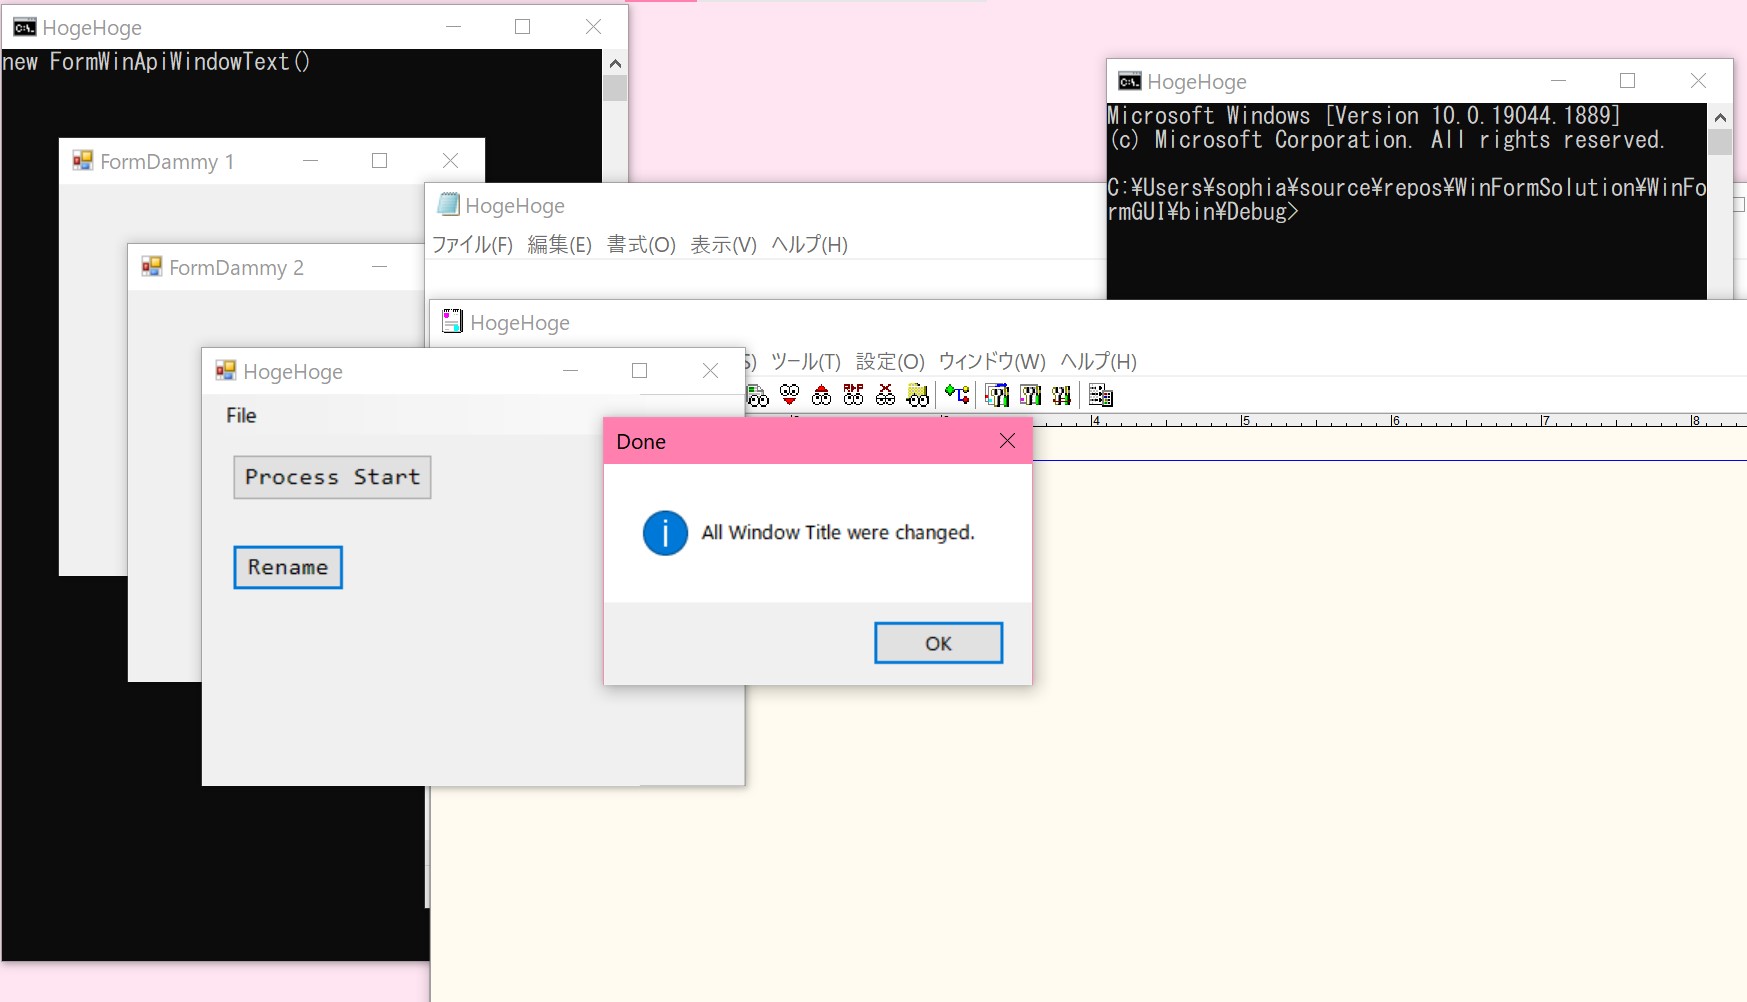 HogeHoge
new FormWinApiWindowText()
HogeHoge
Microsoft Windows [Version 10.0.19044.1889]
(c) Microsoft Corporation. All rights reserved.
C:¥Users¥sophia¥source¥repos¥WinFormSolution¥WinFo
rmGUI¥bin¥Debug>
FormDammy 1
HogeHoge
ファイル(F) 編集(E) 書式(O) 表示(V) ヘルプ(H)
FormDammy 2
HogeHoge
S) ツール(T) 設定(O) ウィンドウ(W) ヘルプ(H)
4 5 6 7 8
HogeHoge
File
Process Start
Rename
Done
All Window Title were changed.
OK